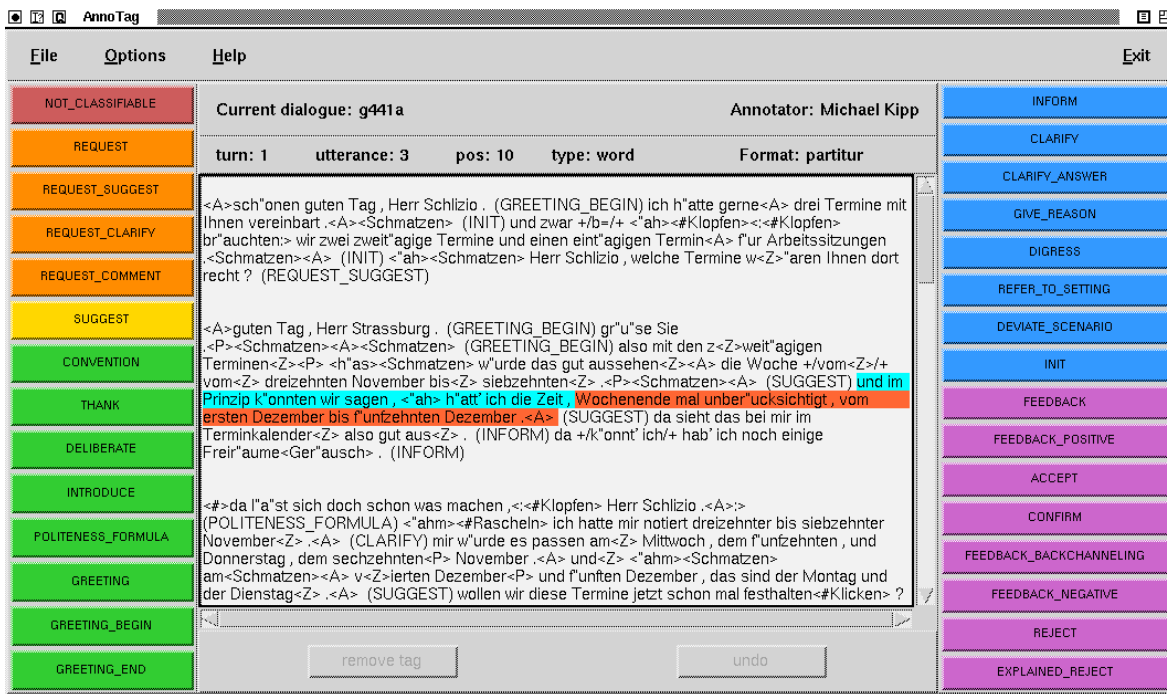 AnnoTag
File Options Help Exit
NOT_CLASSIFIABLE
REQUEST
REQUEST_SUGGEST
REQUEST_CLARIFY
REQUEST_COMMENT
SUGGEST
CONVENTION
THANK
DELIBERATE
INTRODUCE
POLITENESS_FORMULA
GREETING
GREETING_BEGIN
GREETING_END
Current dialogue: g441a Annotator: Michael Kipp
turn: 1 utterance: 3 pos: 10 type: word Format: partitur
<A>sch"onen guten Tag , Herr Schlizio . (GREETING_BEGIN) ich h"atte gerne<A> drei Termine mit
Ihnen vereinbart .<A><Schmatzen> (INIT) und zwar +/b=/+ <"ah><#Klopfen><:<#Klopfen>
br"auchten:> wir zwei zweit"agige Termine und einen eint"agigen Termin<A> f"ur Arbeitssitzungen
.<Schmatzen><A> (INIT) <"ah><Schmatzen> Herr Schlizio , welche Termine w<Z>"aren Ihnen dort
recht ? (REQUEST_SUGGEST)
<A>guten Tag , Herr Strassburg . (GREETING_BEGIN) gr"u"se Sie
.<P><Schmatzen><A><Schmatzen> (GREETING_BEGIN) also mit den z<Z>weit"agigen
Terminen<Z><P> <h"as><Schmatzen> w"urde das gut aussehen<Z><A> die Woche +/vom<Z>/+
vom<Z> dreizehnten November bis<Z> siebzehnten<Z> .<P><Schmatzen><A> (SUGGEST) und im
Prinzip k"onnten wir sagen , <"ah> h"att' ich die Zeit , Wochenende mal unber"ucksichtigt , vom
ersten Dezember bis f"unfzehnten Dezember .<A> (SUGGEST) da sieht das bei mir im
Terminkalender<Z> also gut aus<Z> . (INFORM) da +/k"onnt' ich/+ hab' ich noch einige
Freir"aume<Ger"ausch> . (INFORM)
<#>da l"a"st sich doch schon was machen ,<:<#Klopfen> Herr Schlizio .<A>:>
(POLITENESS_FORMULA) <"ahm><#Rascheln> ich hatte mir notiert dreizehnter bis siebzehnter
November<Z> .<A> (CLARIFY) mir w"urde es passen am<Z> Mittwoch , dem f"unfzehnten , und
Donnerstag , dem sechzehnten<P> November .<A> und<Z> <"ahm><Schmatzen>
am<Schmatzen><A> v<Z>ierten Dezember<P> und f"unften Dezember , das sind der Montag und
der Dienstag<Z> .<A> (SUGGEST) wollen wir diese Termine jetzt schon mal festhalten<#Klicken> ?
remove tag undo
INFORM
CLARIFY
CLARIFY_ANSWER
GIVE_REASON
DIGRESS
REFER_TO_SETTING
DEVIATE_SCENARIO
INIT
FEEDBACK
FEEDBACK_POSITIVE
ACCEPT
CONFIRM
FEEDBACK_BACKCHANNELING
FEEDBACK_NEGATIVE
REJECT
EXPLAINED_REJECT